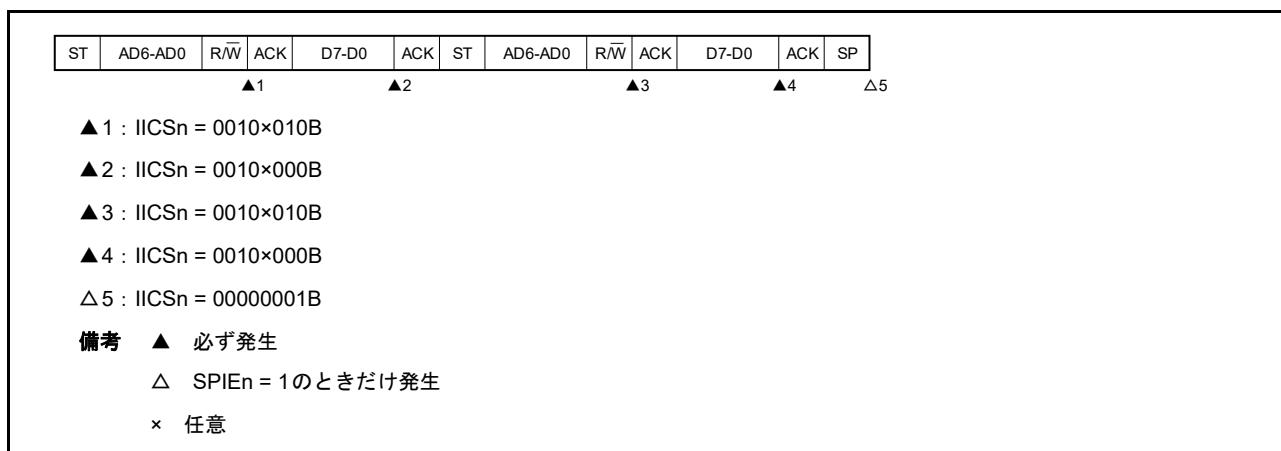 ST AD6-AD0 R/W̅ ACK D7-D0 ACK ST AD6-AD0 R/W̅ ACK D7-D0 ACK SP
▲1 ▲2 ▲3 ▲4 △5
▲1：IICSn = 0010×010B
▲2：IICSn = 0010×000B
▲3：IICSn = 0010×010B
▲4：IICSn = 0010×000B
△5：IICSn = 00000001B
備考 ▲ 必ず発生
△ SPIEn = 1のときだけ発生
× 任意